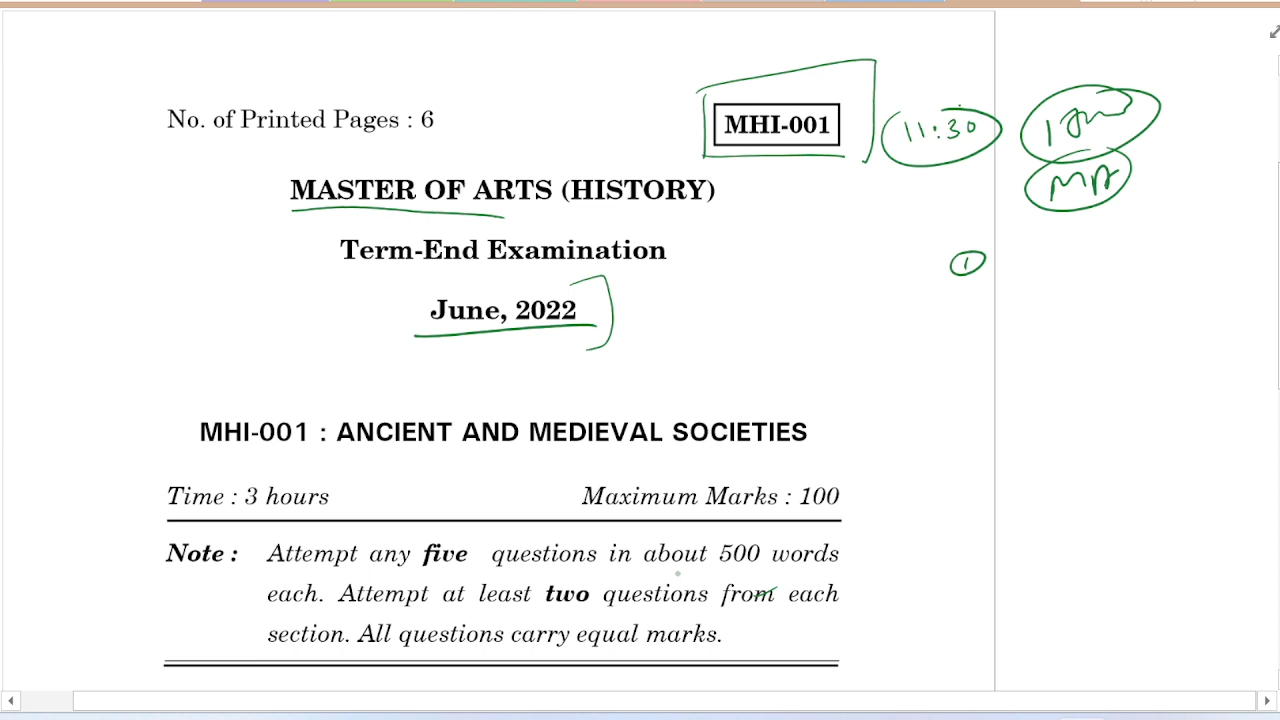 No. of Printed Pages : 6
MHI-001
11:30
MASTER OF ARTS (HISTORY)
MA
Term-End Examination
1
June, 2022
MHI-001 : ANCIENT AND MEDIEVAL SOCIETIES
Time : 3 hours
Maximum Marks : 100
Note : Attempt any five questions in about 500 words
each. Attempt at least two questions from each
section. All questions carry equal marks.